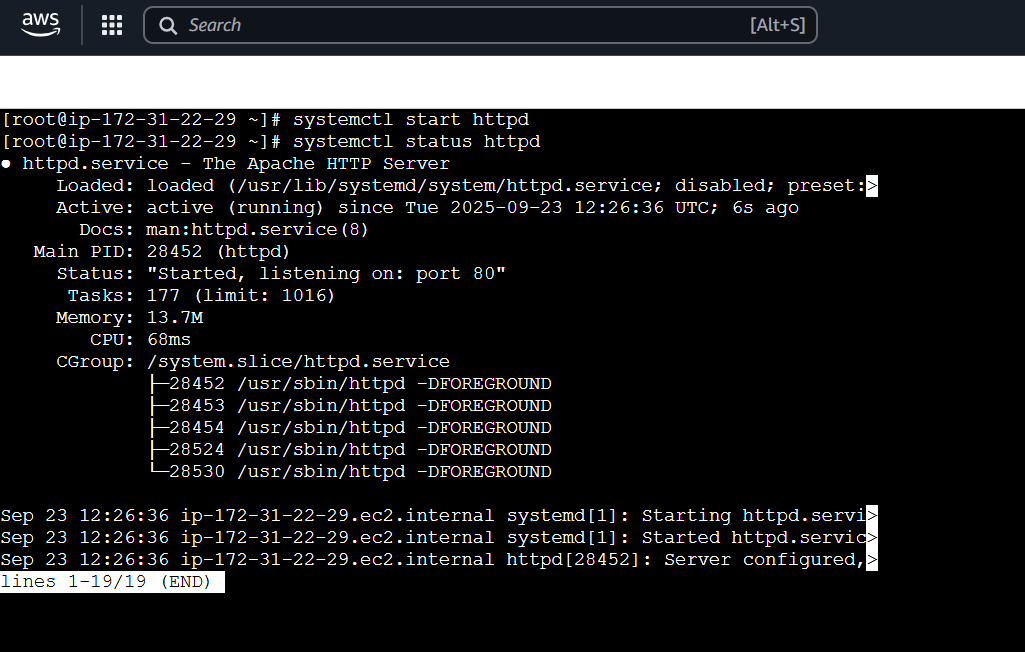 aws
Search [Alt+S]
[root@ip-172-31-22-29 ~]# systemctl start httpd
[root@ip-172-31-22-29 ~]# systemctl status httpd
● httpd.service - The Apache HTTP Server
     Loaded: loaded (/usr/lib/systemd/system/httpd.service; disabled; preset:>
     Active: active (running) since Tue 2025-09-23 12:26:36 UTC; 6s ago
       Docs: man:httpd.service(8)
   Main PID: 28452 (httpd)
     Status: "Started, listening on: port 80"
      Tasks: 177 (limit: 1016)
     Memory: 13.7M
        CPU: 68ms
     CGroup: /system.slice/httpd.service
             ├─28452 /usr/sbin/httpd -DFOREGROUND
             ├─28453 /usr/sbin/httpd -DFOREGROUND
             ├─28454 /usr/sbin/httpd -DFOREGROUND
             ├─28524 /usr/sbin/httpd -DFOREGROUND
             └─28530 /usr/sbin/httpd -DFOREGROUND
Sep 23 12:26:36 ip-172-31-22-29.ec2.internal systemd[1]: Starting httpd.servi>
Sep 23 12:26:36 ip-172-31-22-29.ec2.internal systemd[1]: Started httpd.servic>
Sep 23 12:26:36 ip-172-31-22-29.ec2.internal httpd[28452]: Server configured,>
lines 1-19/19 (END)